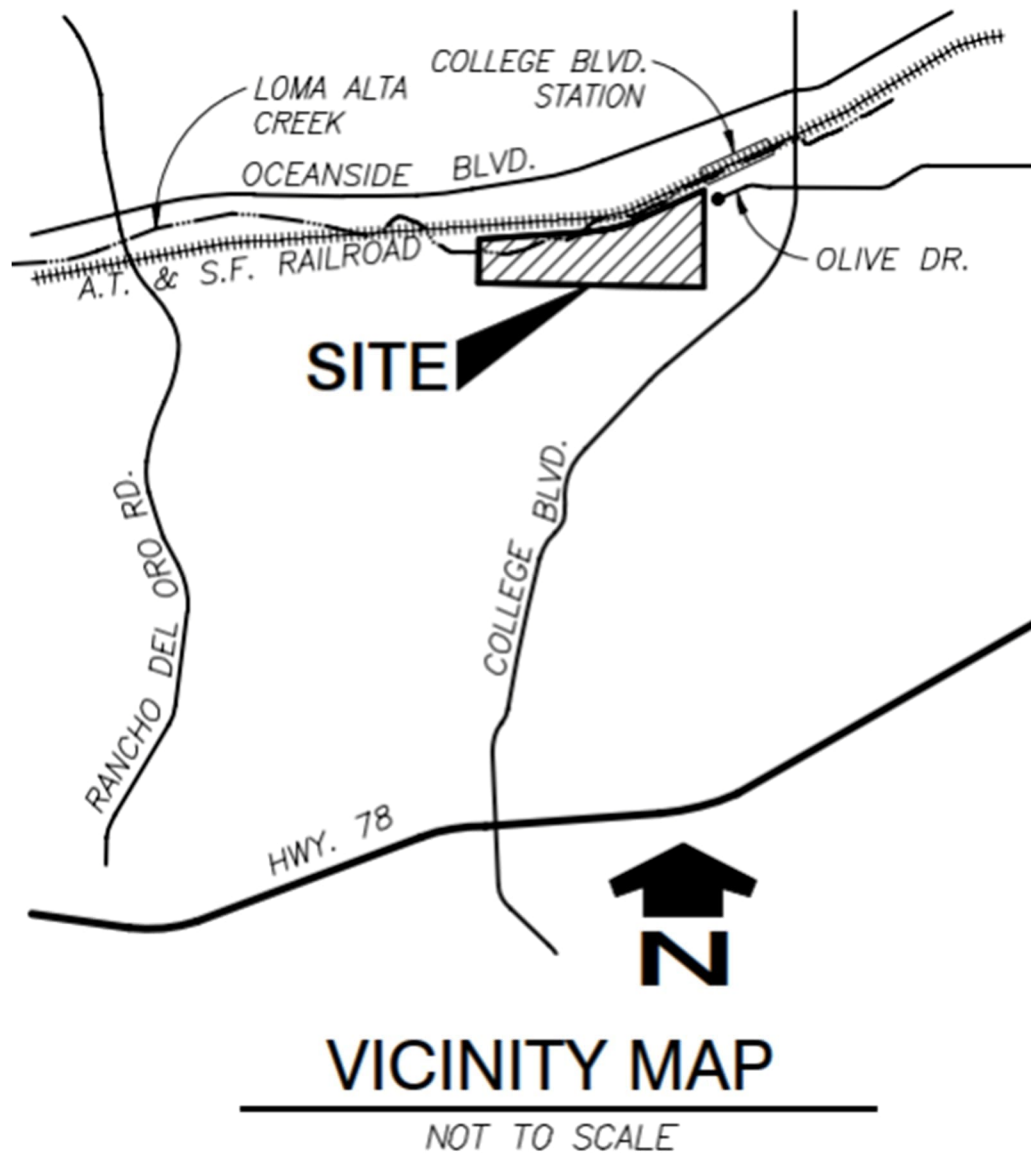 COLLEGE BLVD.
STATION
LOMA ALTA
CREEK
OCEANSIDE BLVD.
A.T. & S.F. RAILROAD
OLIVE DR.
SITE
RANCHO DEL ORO RD.
COLLEGE BLVD.
HWY. 78
N
VICINITY MAP
NOT TO SCALE